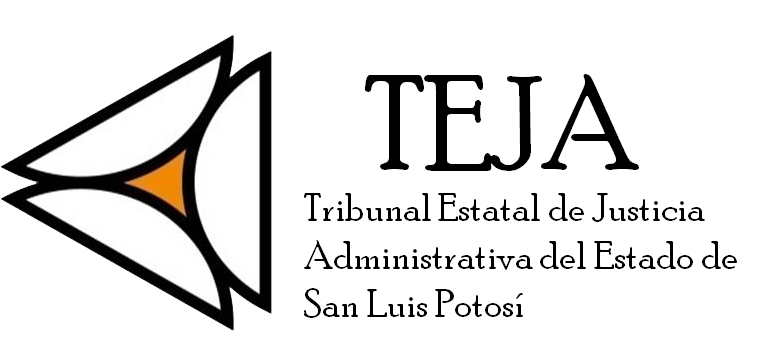 TEJA
Tribunal Estatal de Justicia
Administrativa del Estado de
San Luis Potosí